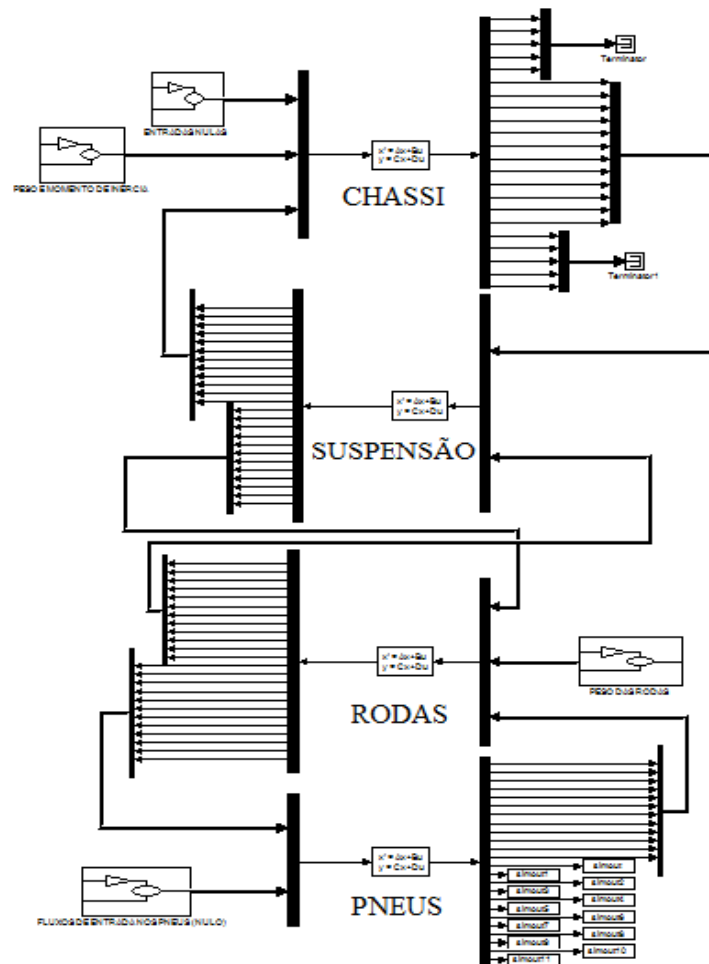 Terminator
ENTRADAS NULAS
x' = Ax+Bu
y = Cx+Du
PESO E MOMENTO DE INÉRCIA
CHASSI
Terminator1
x' = Ax+Bu
y = Cx+Du
SUSPENSÃO
x' = Ax+Bu
y = Cx+Du
PESO DAS RODAS
RODAS
x' = Ax+Bu
y = Cx+Du
simout
simout1
simout2
simout3
simout4
PNEUS
simout5
simout6
FLUXOS DE ENTRADA NOS PNEUS (NULO)
simout7
simout8
simout9
simout10
simout11